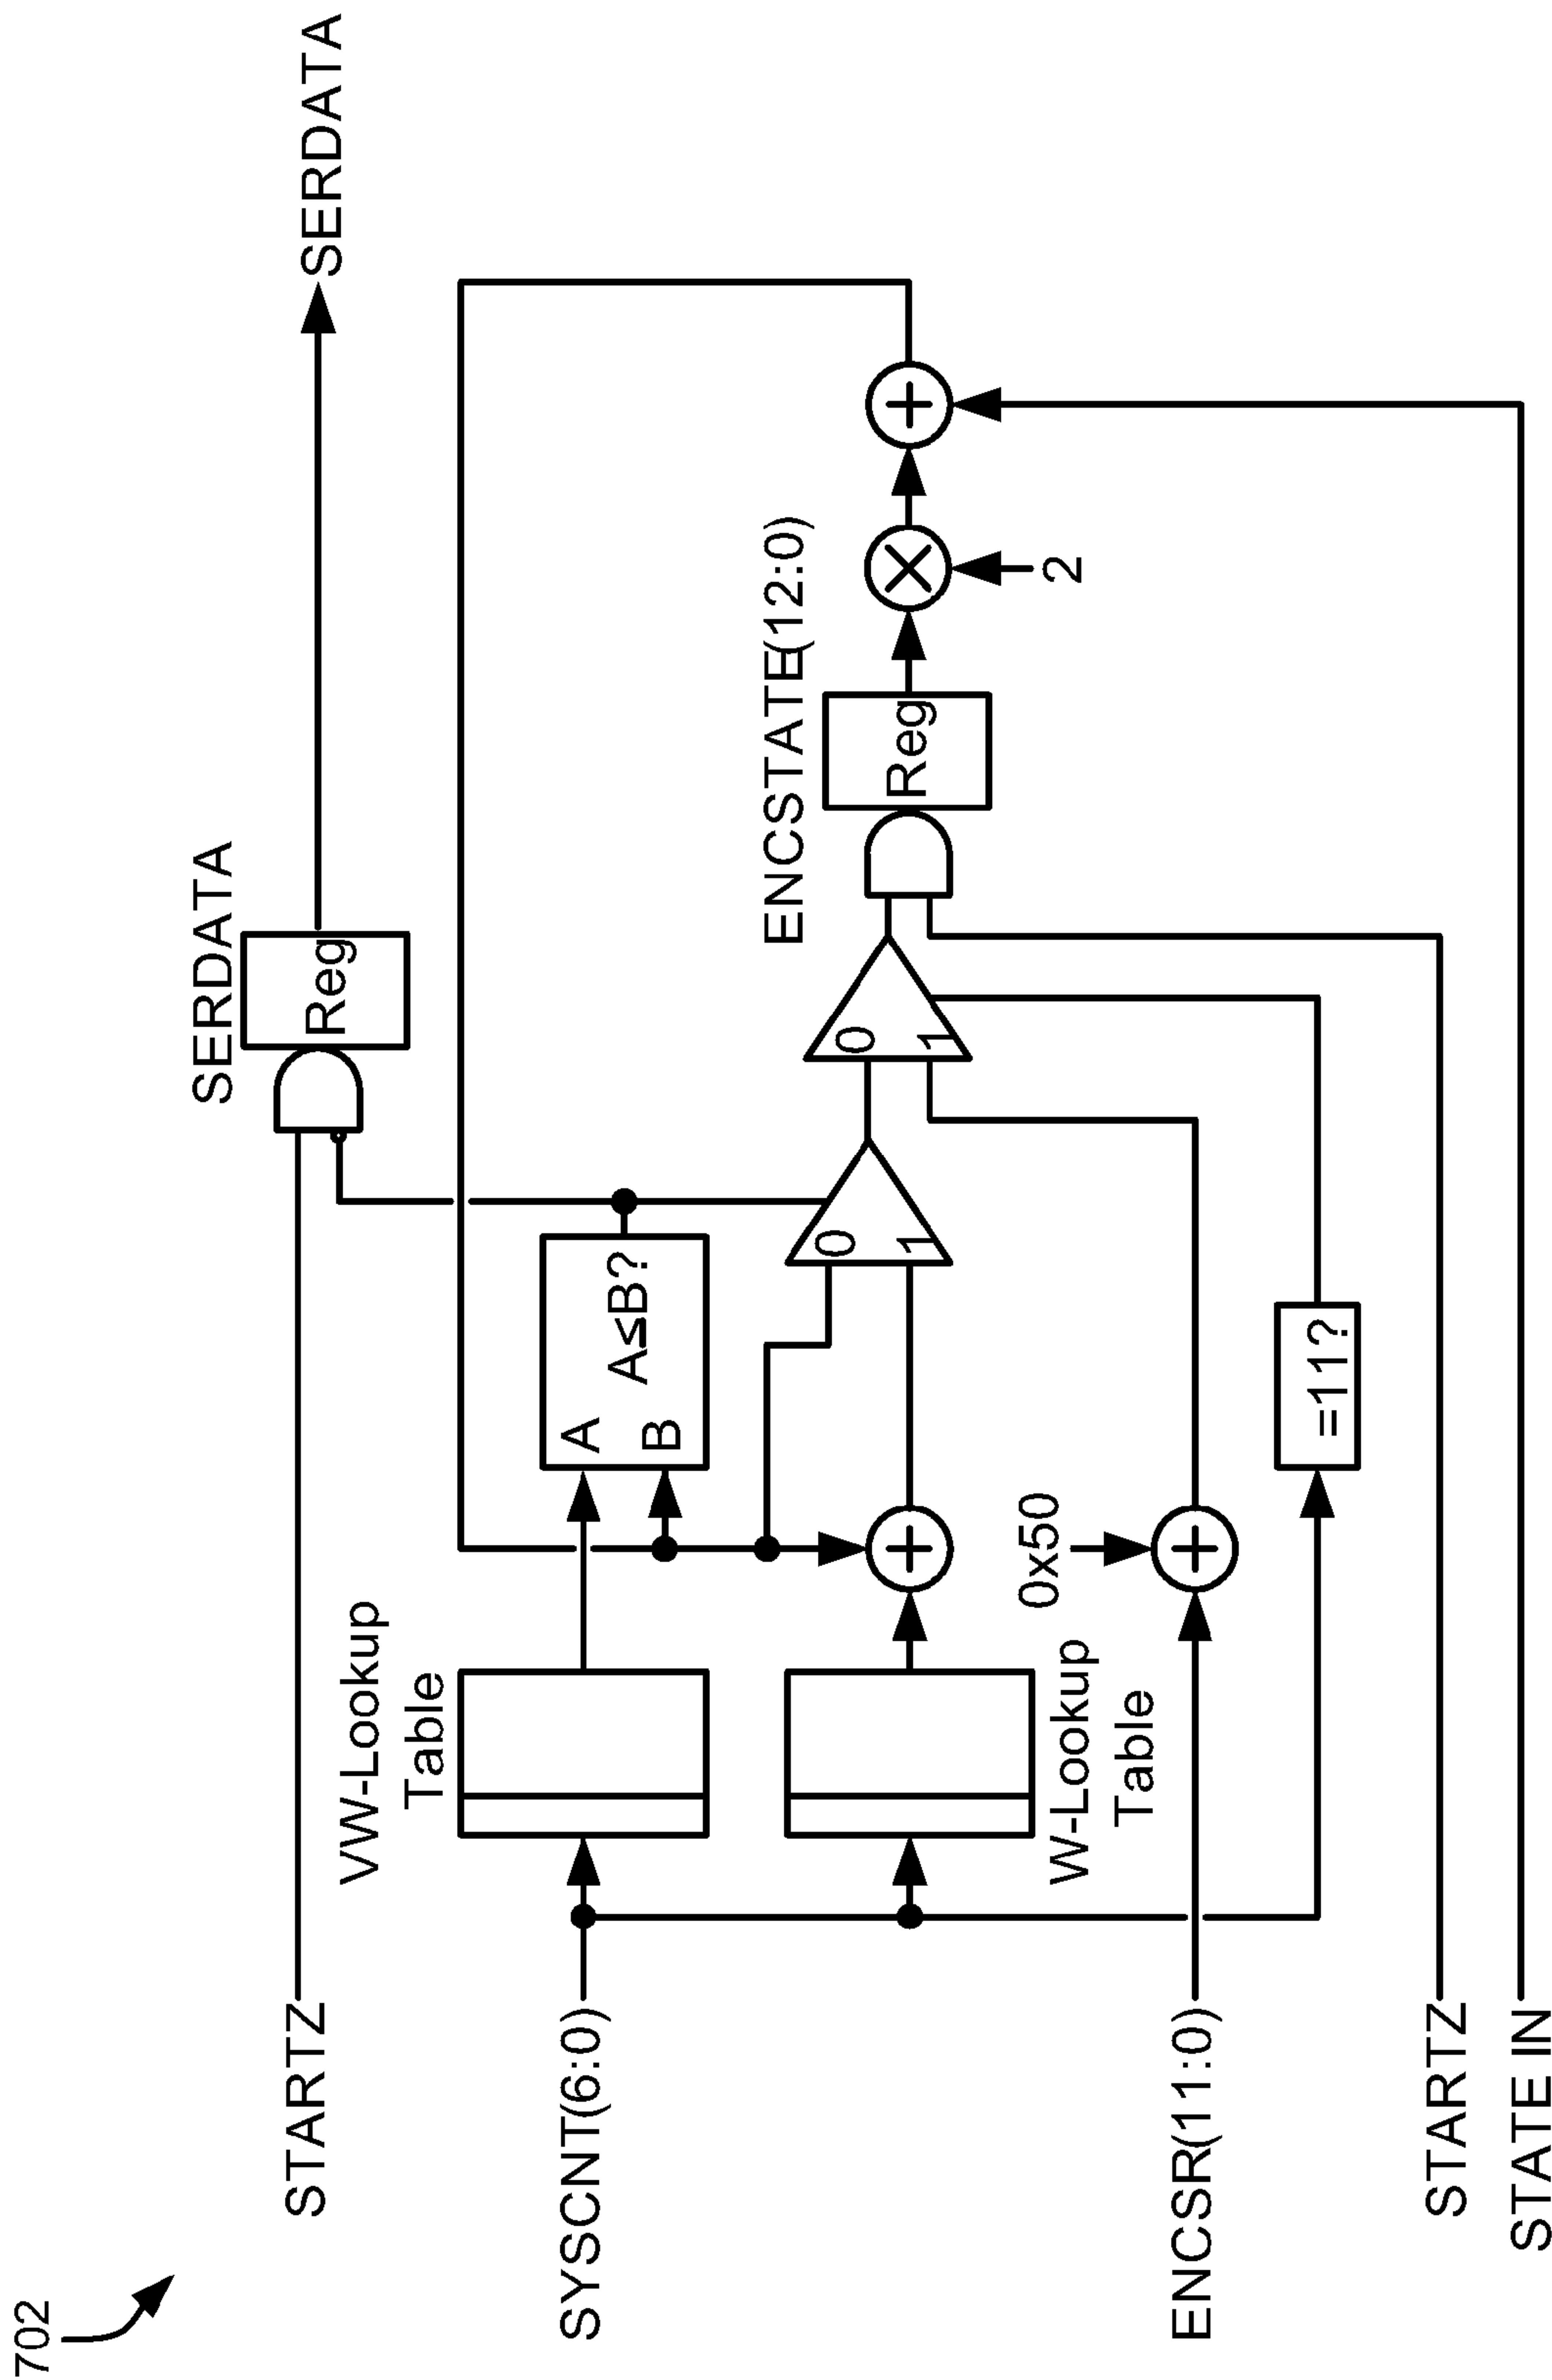 702
STARTZ
SERDATA
Reg
SERDATA
VW-Lookup
Table
A
B
A≤B?
SYSCNT(6:0)
0
1
0
1
ENCSTATE(12:0)
Reg
2
W-Lookup
Table
0x50
ENCSR(11:0)
=11?
STARTZ
STATE IN